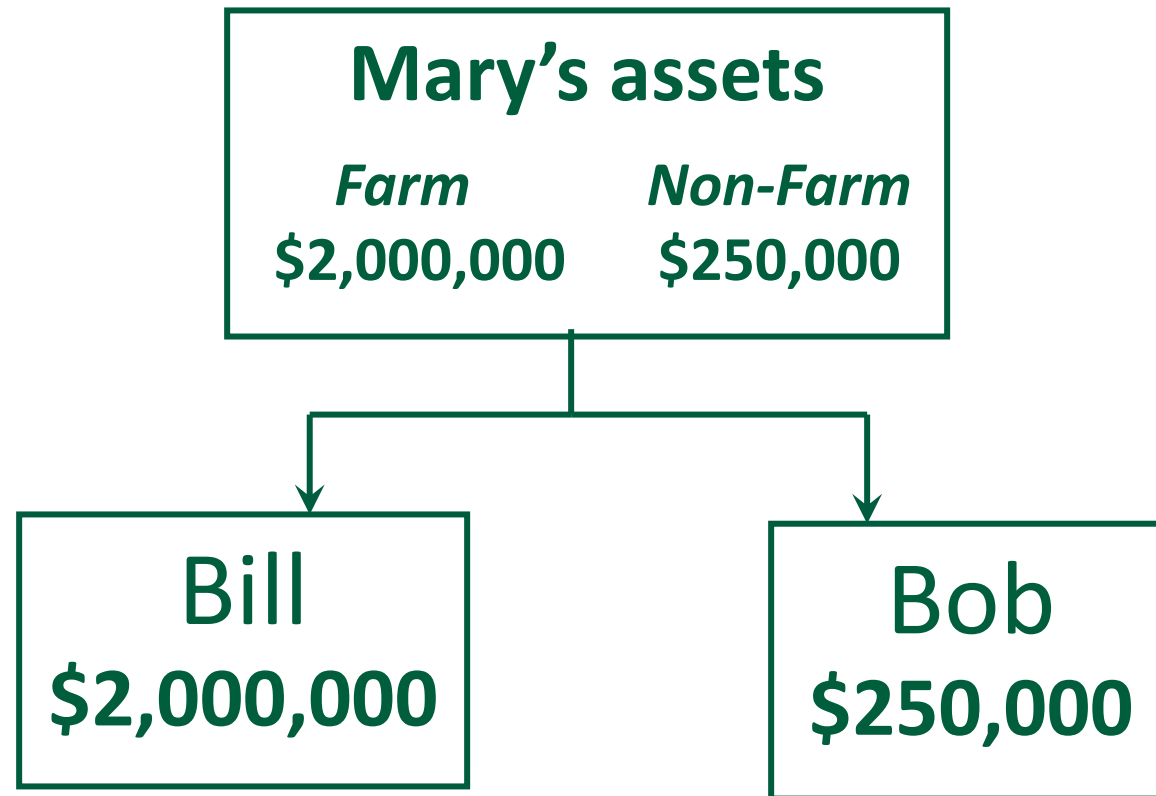 Mary’s assets
Farm Non-Farm
$2,000,000 $250,000
Bill
$2,000,000
Bob
$250,000